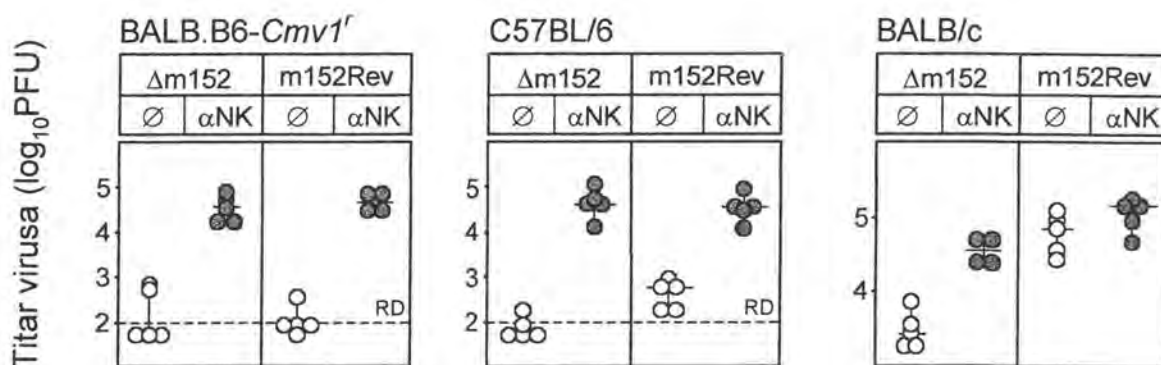 BALB.B6-Cmv1ʳ
Δm152 m152Rev
∅ αNK ∅ αNK
Titar virusa (log₁₀PFU)
5
4
3
2
RD
C57BL/6
Δm152 m152Rev
∅ αNK ∅ αNK
5
4
3
2
RD
BALB/c
Δm152 m152Rev
∅ αNK ∅ αNK
5
4